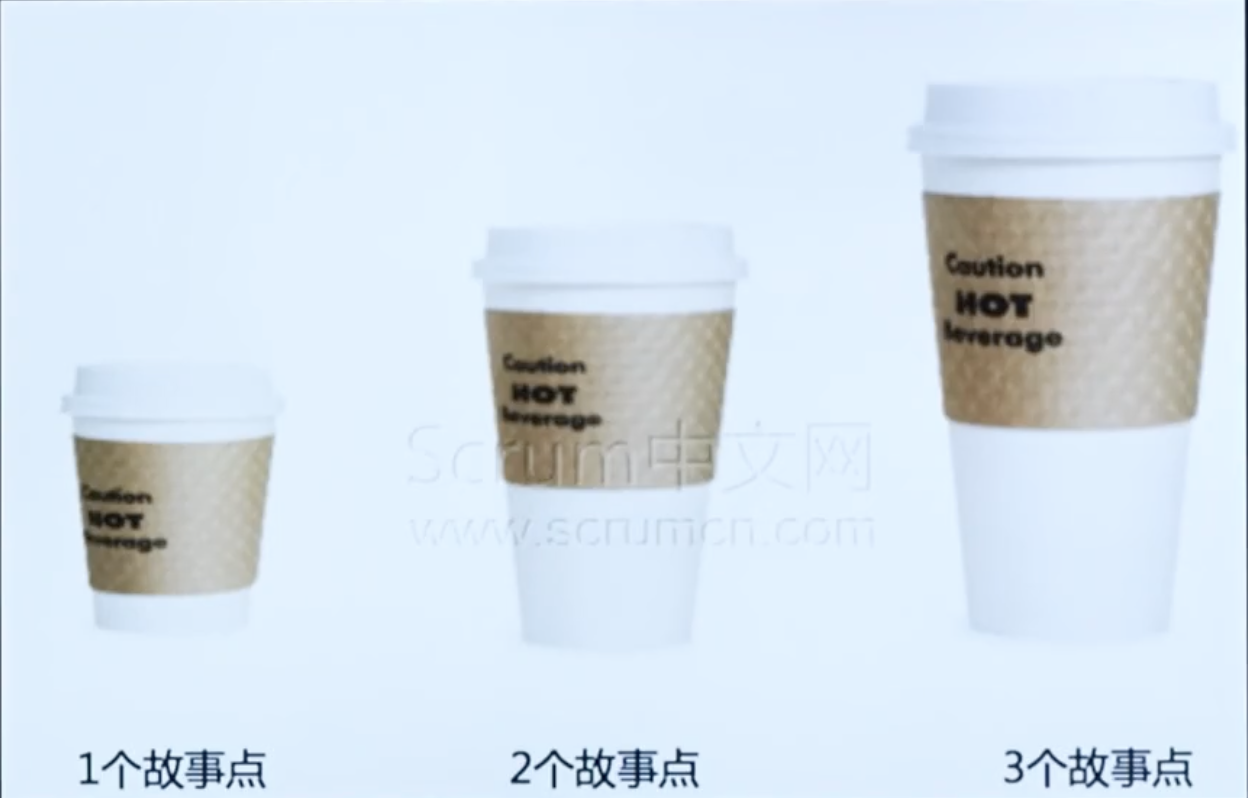 Caution
HOT
Beverage
Caution
HOT
Beverage
Caution
HOT
Beverage
Scrum中文网
www.scrumcn.com
1个故事点
2个故事点
3个故事点